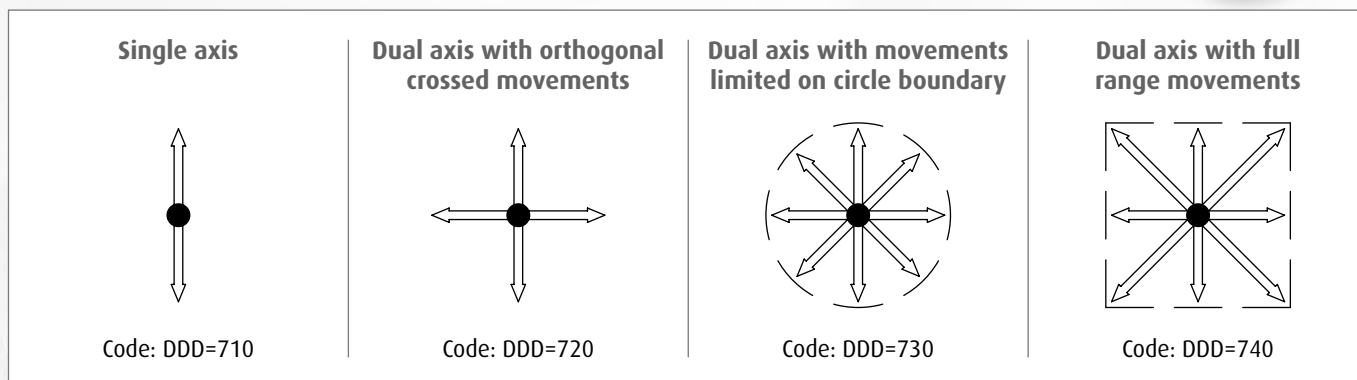 Single axis
Dual axis with orthogonal
crossed movements
Dual axis with movements
limited on circle boundary
Dual axis with full
range movements
Code: DDD=710
Code: DDD=720
Code: DDD=730
Code: DDD=740